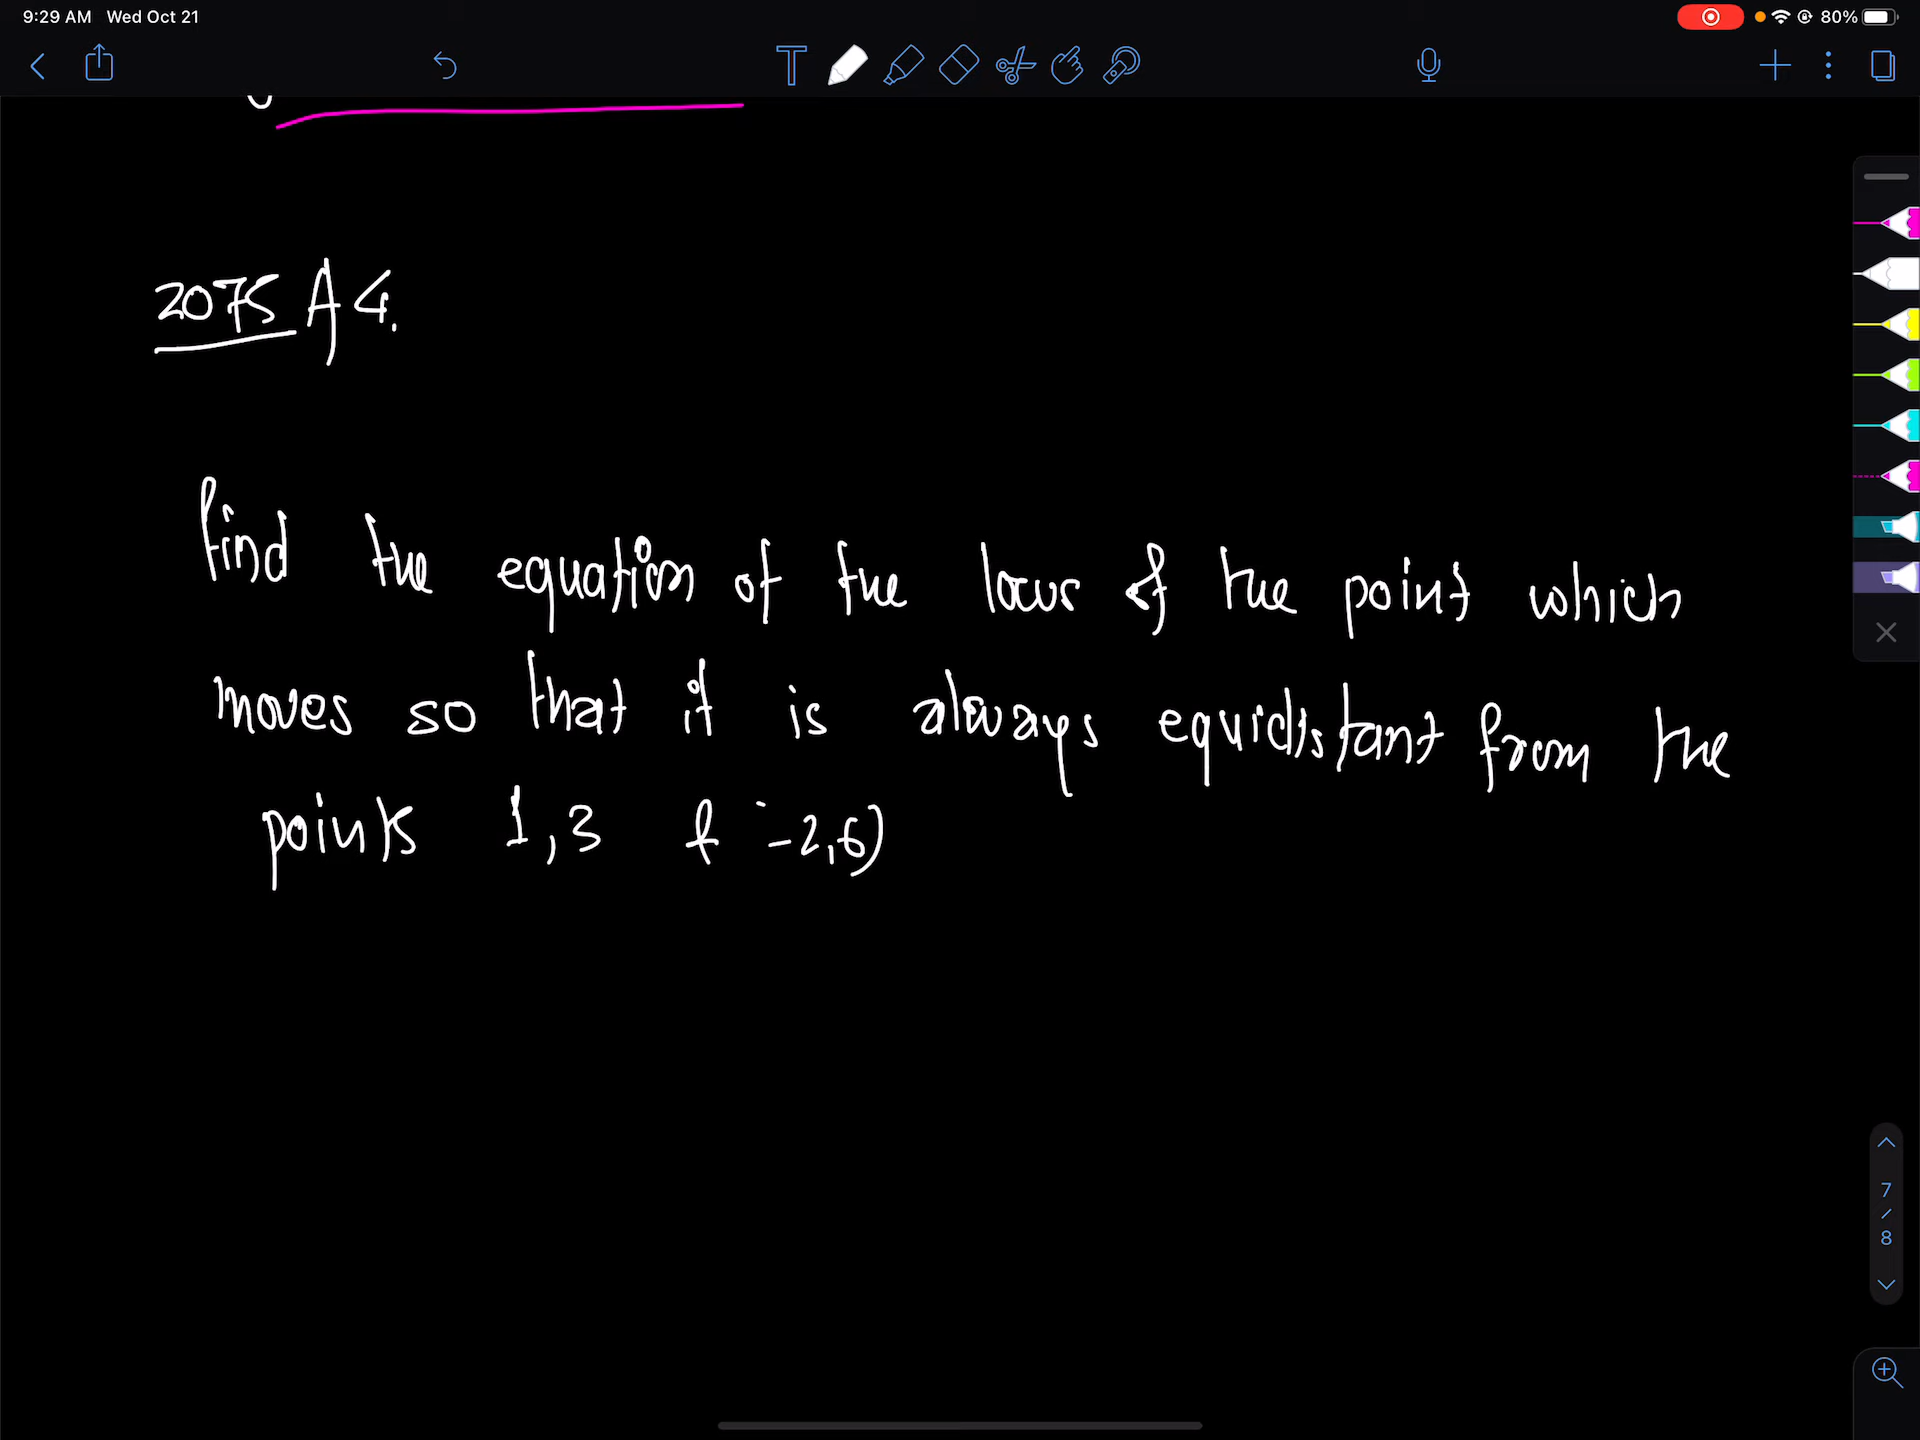 9:29 AM Wed Oct 21
80%
2075 A 4.
find the equation of the locus of the point which
moves so that it is always equidistant from the
points 1,3 & -2,6)
7
/
8